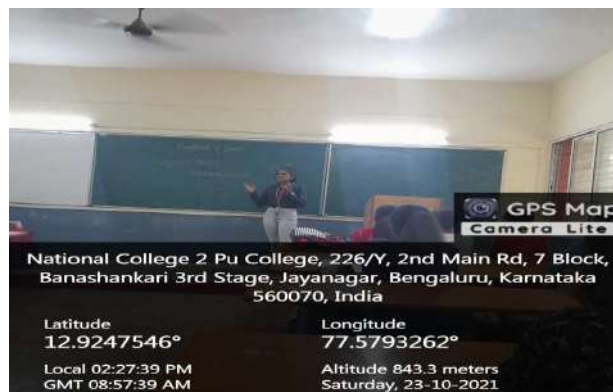 GPS Map
Camera Lite
National College 2 Pu College, 226/Y, 2nd Main Rd, 7 Block,
Banashankari 3rd Stage, Jayanagar, Bengaluru, Karnataka
560070, India
Latitude
12.9247546°
Longitude
77.5793262°
Local 02:27:39 PM
GMT 08:57:39 AM
Altitude 843.3 meters
Saturday, 23-10-2021